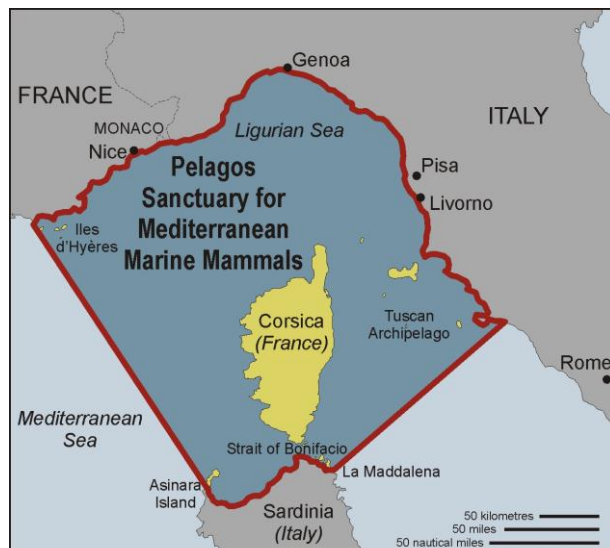 Genoa
FRANCE
ITALY
MONACO
Ligurian Sea
Nice
Pelagos
Sanctuary for
Mediterranean
Marine Mammals
Pisa
Livorno
Iles
d'Hyères
Corsica
(France)
Tuscan
Archipelago
Rome
Mediterranean
Sea
Strait of Bonifacio
La Maddalena
Asinara
Island
Sardinia
(Italy)
50 kilometres
50 miles
50 nautical miles